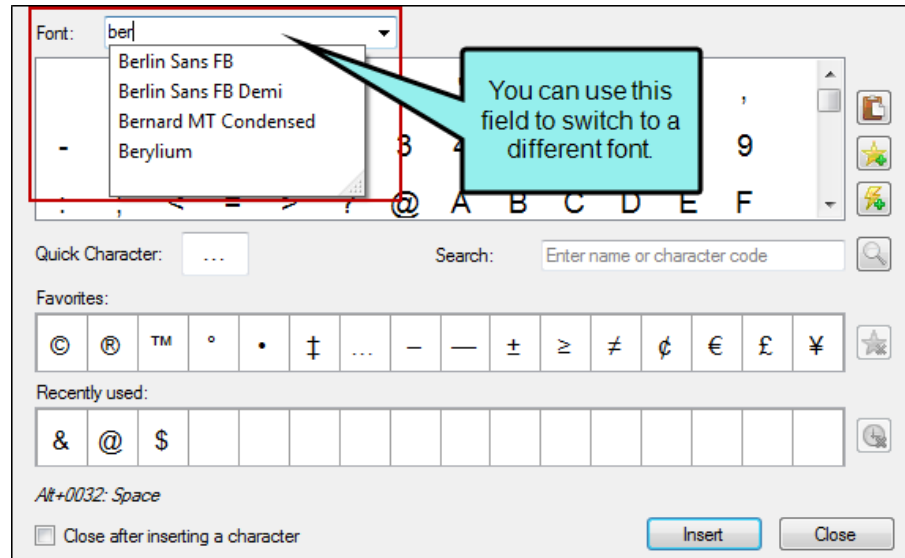 Font: ber
Berlin Sans FB
Berlin Sans FB Demi
Bernard MT Condensed
Berylium
You can use this
field to switch to a
different font.
,
- 3 4 9
: ; < = > ? @ A B C D E F
Quick Character: ... Search: Enter name or character code
Favorites:
© ® ™ ° • ‡ … – — ± ≥ ≠ ¢ € £ ¥
Recently used:
& @ $
Alt+0032: Space
Close after inserting a character Insert Close